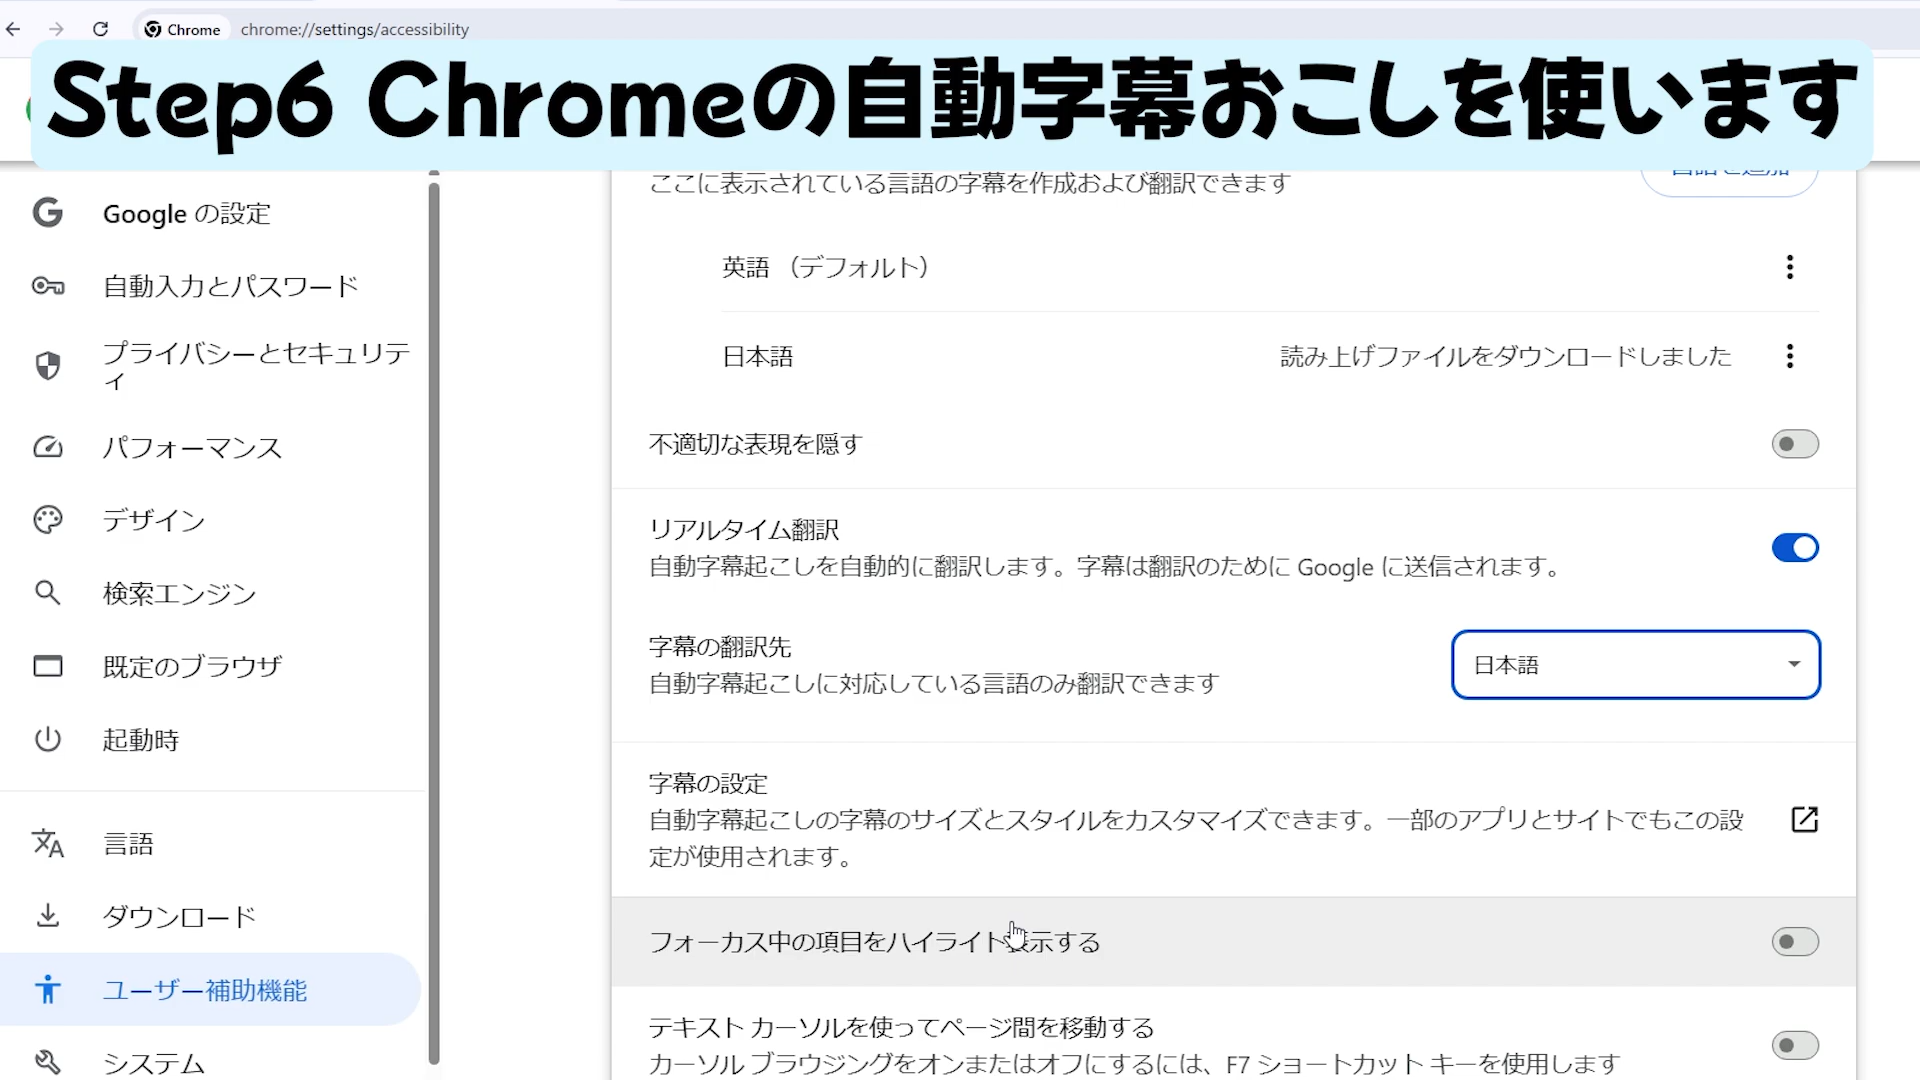 Chrome chrome://settings/accessibility
Step6 Chromeの自動字幕おこしを使います
Google の設定
自動入力とパスワード
プライバシーとセキュリテ
ィ
パフォーマンス
デザイン
検索エンジン
既定のブラウザ
起動時
言語
ダウンロード
ユーザー補助機能
システム
ここに表示されている言語の字幕を作成および翻訳できます
言語を追加
英語 （デフォルト）
日本語
読み上げファイルをダウンロードしました
不適切な表現を隠す
リアルタイム翻訳
自動字幕起こしを自動的に翻訳します。字幕は翻訳のために Google に送信されます。
字幕の翻訳先
自動字幕起こしに対応している言語のみ翻訳できます
日本語
字幕の設定
自動字幕起こしの字幕のサイズとスタイルをカスタマイズできます。一部のアプリとサイトでもこの設
定が使用されます。
フォーカス中の項目をハイライト表示する
テキスト カーソルを使ってページ間を移動する
カーソル ブラウジングをオンまたはオフにするには、F7 ショートカット キーを使用します